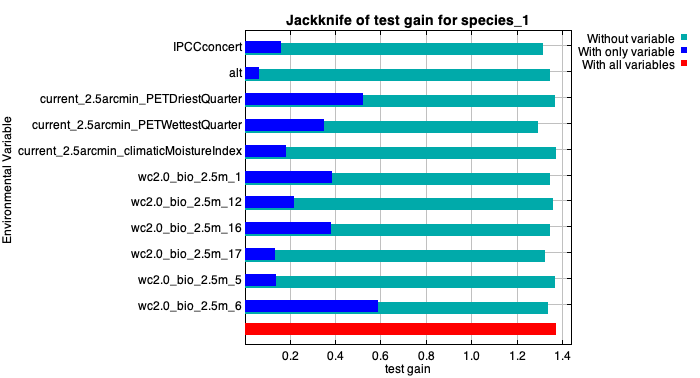 Jackknife of test gain for species_1
Without variable
With only variable
With all variables
Environmental Variable
IPCCconcert
alt
current_2.5arcmin_PETDriestQuarter
current_2.5arcmin_PETWettestQuarter
current_2.5arcmin_climaticMoistureIndex
wc2.0_bio_2.5m_1
wc2.0_bio_2.5m_12
wc2.0_bio_2.5m_16
wc2.0_bio_2.5m_17
wc2.0_bio_2.5m_5
wc2.0_bio_2.5m_6
0.2 0.4 0.6 0.8 1.0 1.2 1.4
test gain